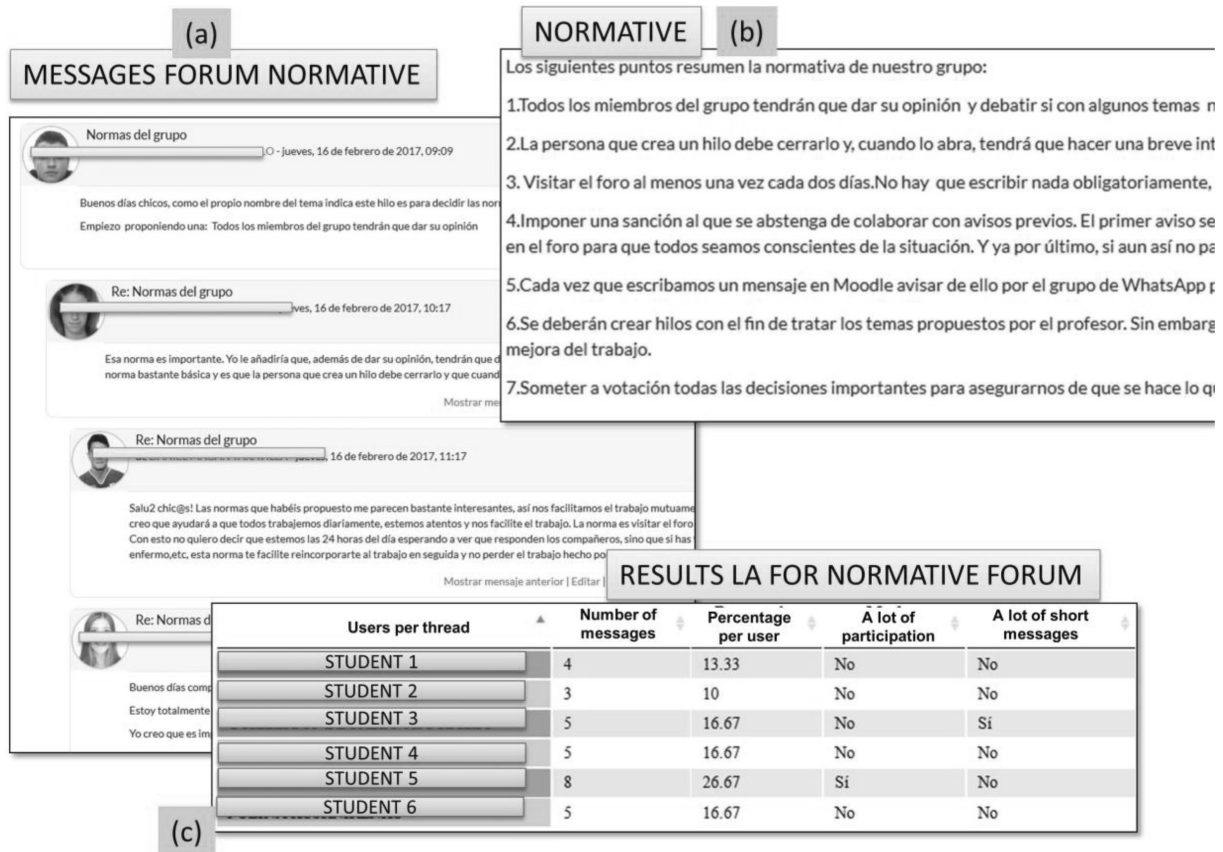 (a)
MESSAGES FORUM NORMATIVE
Normas del grupo
- jueves, 16 de febrero de 2017, 09:09
Buenos días chicos, como el propio nombre del tema indica este hilo es para decidir las
Empiezo proponiendo una: Todos los miembros del grupo tendrán que dar su opinión
Re: Normas del grupo
16 de febrero de 2017, 10:17
Esa norma es importante. Yo le añadiría que, además de dar su opinión, tendrán que
norma bastante básica y es que la persona que crea un hilo debe cerrarlo y que
Mostrar
Re: Normas del grupo
16 de febrero de 2017, 11:17
Salu2 chic@s! Las normas que habéis propuesto me parecen bastante interesantes, así nos facilitamos el trabajo
creo que ayudará a que todos trabajemos diariamente, estemos atentos y nos facilite el trabajo. La norma es visitar el foro
Con esto no quiero decir que estemos las 24 horas del día esperando a ver que responden los compañeros, sino que si has
enfermo,etc, esta norma te facilite reincorporarte al trabajo en seguida y no perder el trabajo hecho
Mostrar mensaje anterior | Editar |
Re: Normas
Buenos días
Estoy totalmente
Yo creo que es
NORMATIVE
(b)
Los siguientes puntos resumen la normativa de nuestro grupo:
1.Todos los miembros del grupo tendrán que dar su opinión y debatir si con algunos temas
2.La persona que crea un hilo debe cerrarlo y, cuando lo abra, tendrá que hacer una breve
3. Visitar el foro al menos una vez cada dos días.No hay que escribir nada obligatoriamente,
4.Imponer una sanción al que se abstenga de colaborar con avisos previos. El primer aviso
en el foro para que todos seamos conscientes de la situación. Y ya por último, si aun así no
5.Cada vez que escribamos un mensaje en Moodle avisar de ello por el grupo de WhatsApp
6.Se deberán crear hilos con el fin de tratar los temas propuestos por el profesor. Sin
mejora del trabajo.
7.Someter a votación todas las decisiones importantes para asegurarnos de que se hace lo
RESULTS LA FOR NORMATIVE FORUM
Users per thread Number of messages Percentage per user A lot of participation A lot of short messages
STUDENT 1 4 13.33 No No
STUDENT 2 3 10 No No
STUDENT 3 5 16.67 No Sí
STUDENT 4 5 16.67 No No
STUDENT 5 8 26.67 Sí No
STUDENT 6 5 16.67 No No
(c)